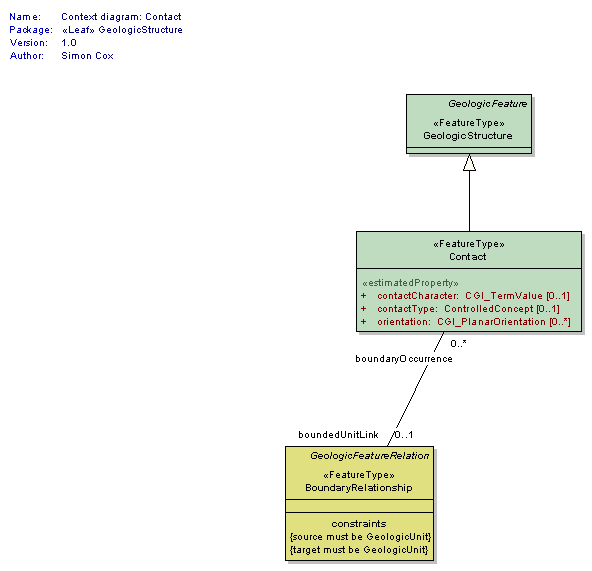 Name: Context diagram: Contact
Package: «Leaf» GeologicStructure
Version: 1.0
Author: Simon Cox
GeologicFeature
«FeatureType»
GeologicStructure
«FeatureType»
Contact
«estimatedProperty»
+ contactCharacter: CGI_TermValue [0..1]
+ contactType: ControlledConcept [0..1]
+ orientation: CGI_PlanarOrientation [0..*]
0..*
boundaryOccurrence
boundedUnitLink 0..1
GeologicFeatureRelation
«FeatureType»
BoundaryRelationship
constraints
{source must be GeologicUnit}
{target must be GeologicUnit}